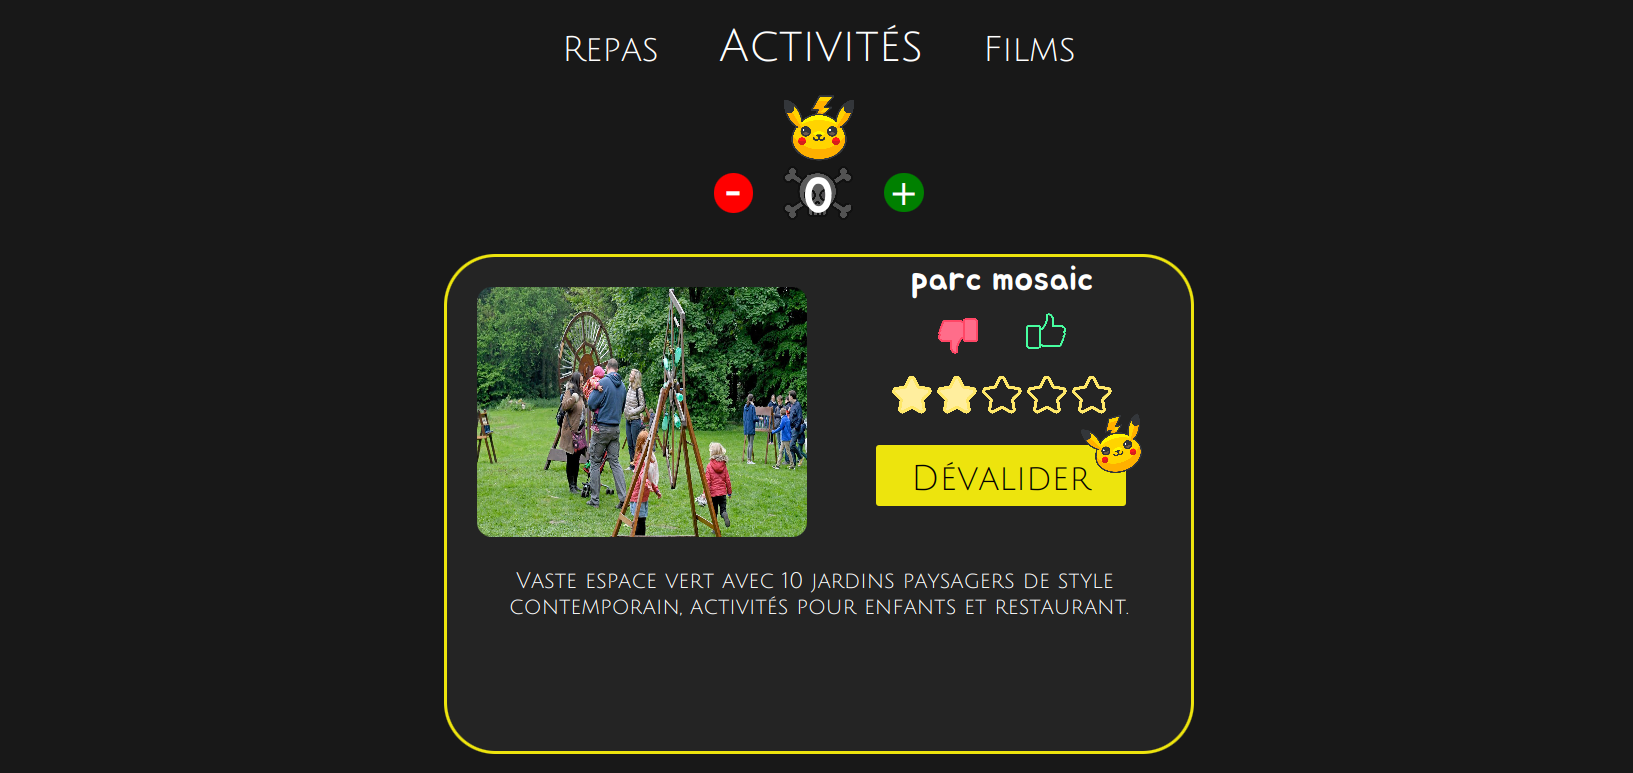 Repas Activités Films
- 0 +
parc mosaic
Dévalider
Vaste espace vert avec 10 jardins paysagers de style
contemporain, activités pour enfants et restaurant.